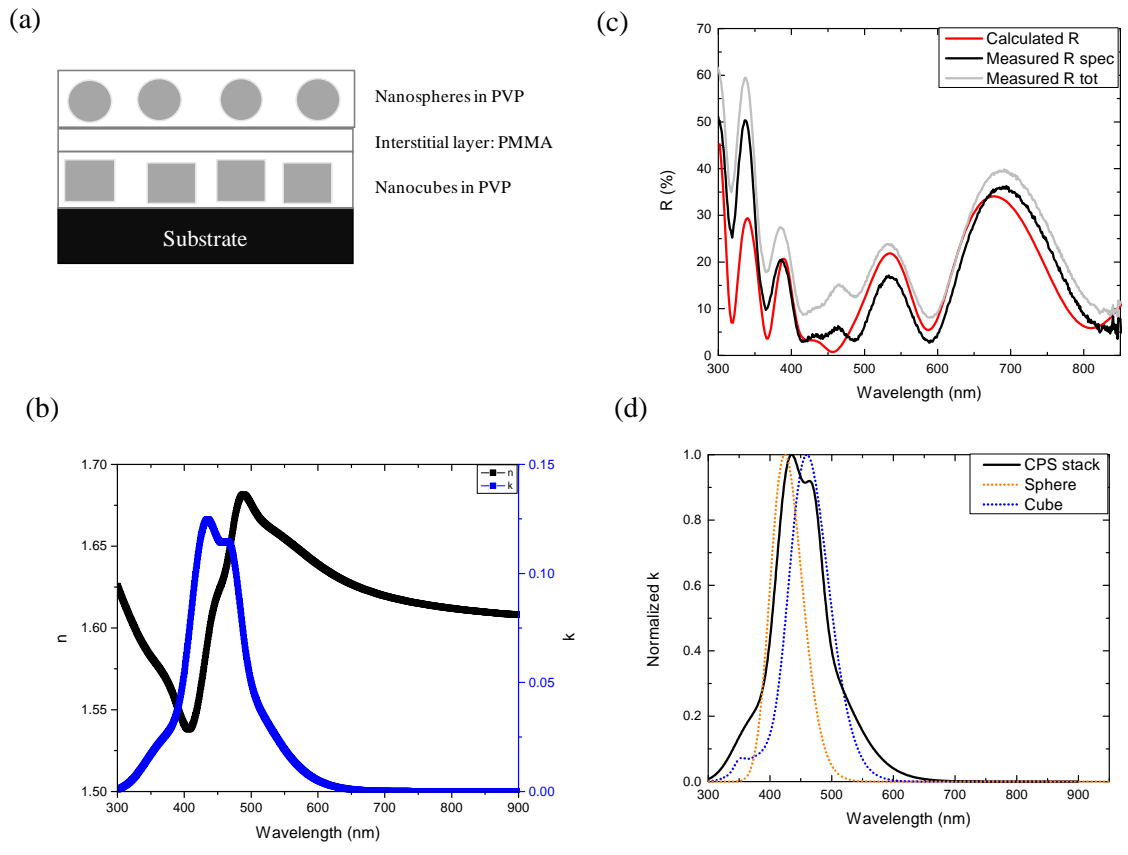 (a)
Nanospheres in PVP
Interstitial layer: PMMA
Nanocubes in PVP
Substrate
(c)
70
60
50
40
30
20
10
0
R (%)
Calculated R
Measured R spec
Measured R tot
300 400 500 600 700 800
Wavelength (nm)
(b)
1.70
1.65
1.60
1.55
1.50
n
n
k
0.15
0.10
0.05
0.00
k
300 400 500 600 700 800 900
Wavelength (nm)
(d)
1.0
0.8
0.6
0.4
0.2
0.0
Normalized k
CPS stack
Sphere
Cube
300 400 500 600 700 800 900
Wavelength (nm)